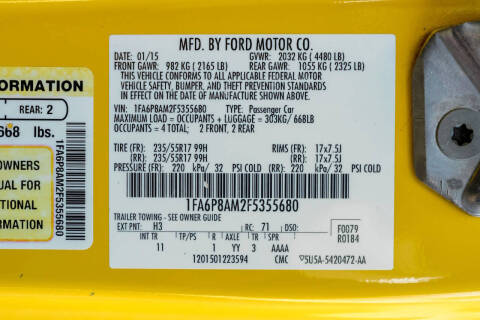 MFD. BY FORD MOTOR CO.
DATE: 01/15 GVWR: 2032 KG ( 4480 LB)
FRONT GAWR: 982 KG ( 2165 LB) REAR GAWR: 1055 KG ( 2325 LB)
THIS VEHICLE CONFORMS TO ALL APPLICABLE FEDERAL MOTOR
VEHICLE SAFETY, BUMPER, AND THEFT PREVENTION STANDARDS
IN EFFECT ON THE DATE OF MANUFACTURE SHOWN ABOVE.
VIN: 1FA6P8AM2F5355680 TYPE: Passenger Car
MAXIMUM LOAD = OCCUPANTS + LUGGAGE = 303KG/ 668LB
OCCUPANTS = 4 TOTAL; 2 FRONT, 2 REAR
TIRE (FR): 235/55R17 99H RIMS (FR): 17x7.5J
TIRE (RR): 235/55R17 99H RIMS (RR): 17x7.5J
PRESSURE (FR): 220 kPa/ 32 PSI COLD (RR): 220 kPa/ 32 PSI COLD
1FA6P8AM2F5355680
TRAILER TOWING - SEE OWNER GUIDE
EXT PNT: H3 RC: 71 DSO: F0079
R0184
INT TR TP/PS R AXLE TR SPR
11 1 YY 3 AAAA
1201501223594 CMC ▽5U5A-5420472-AA
FORMATION
REAR: 2
668 lbs.
OWNERS
UAL FOR
TIONAL
RMATION
1FA6P8AM2F5355680